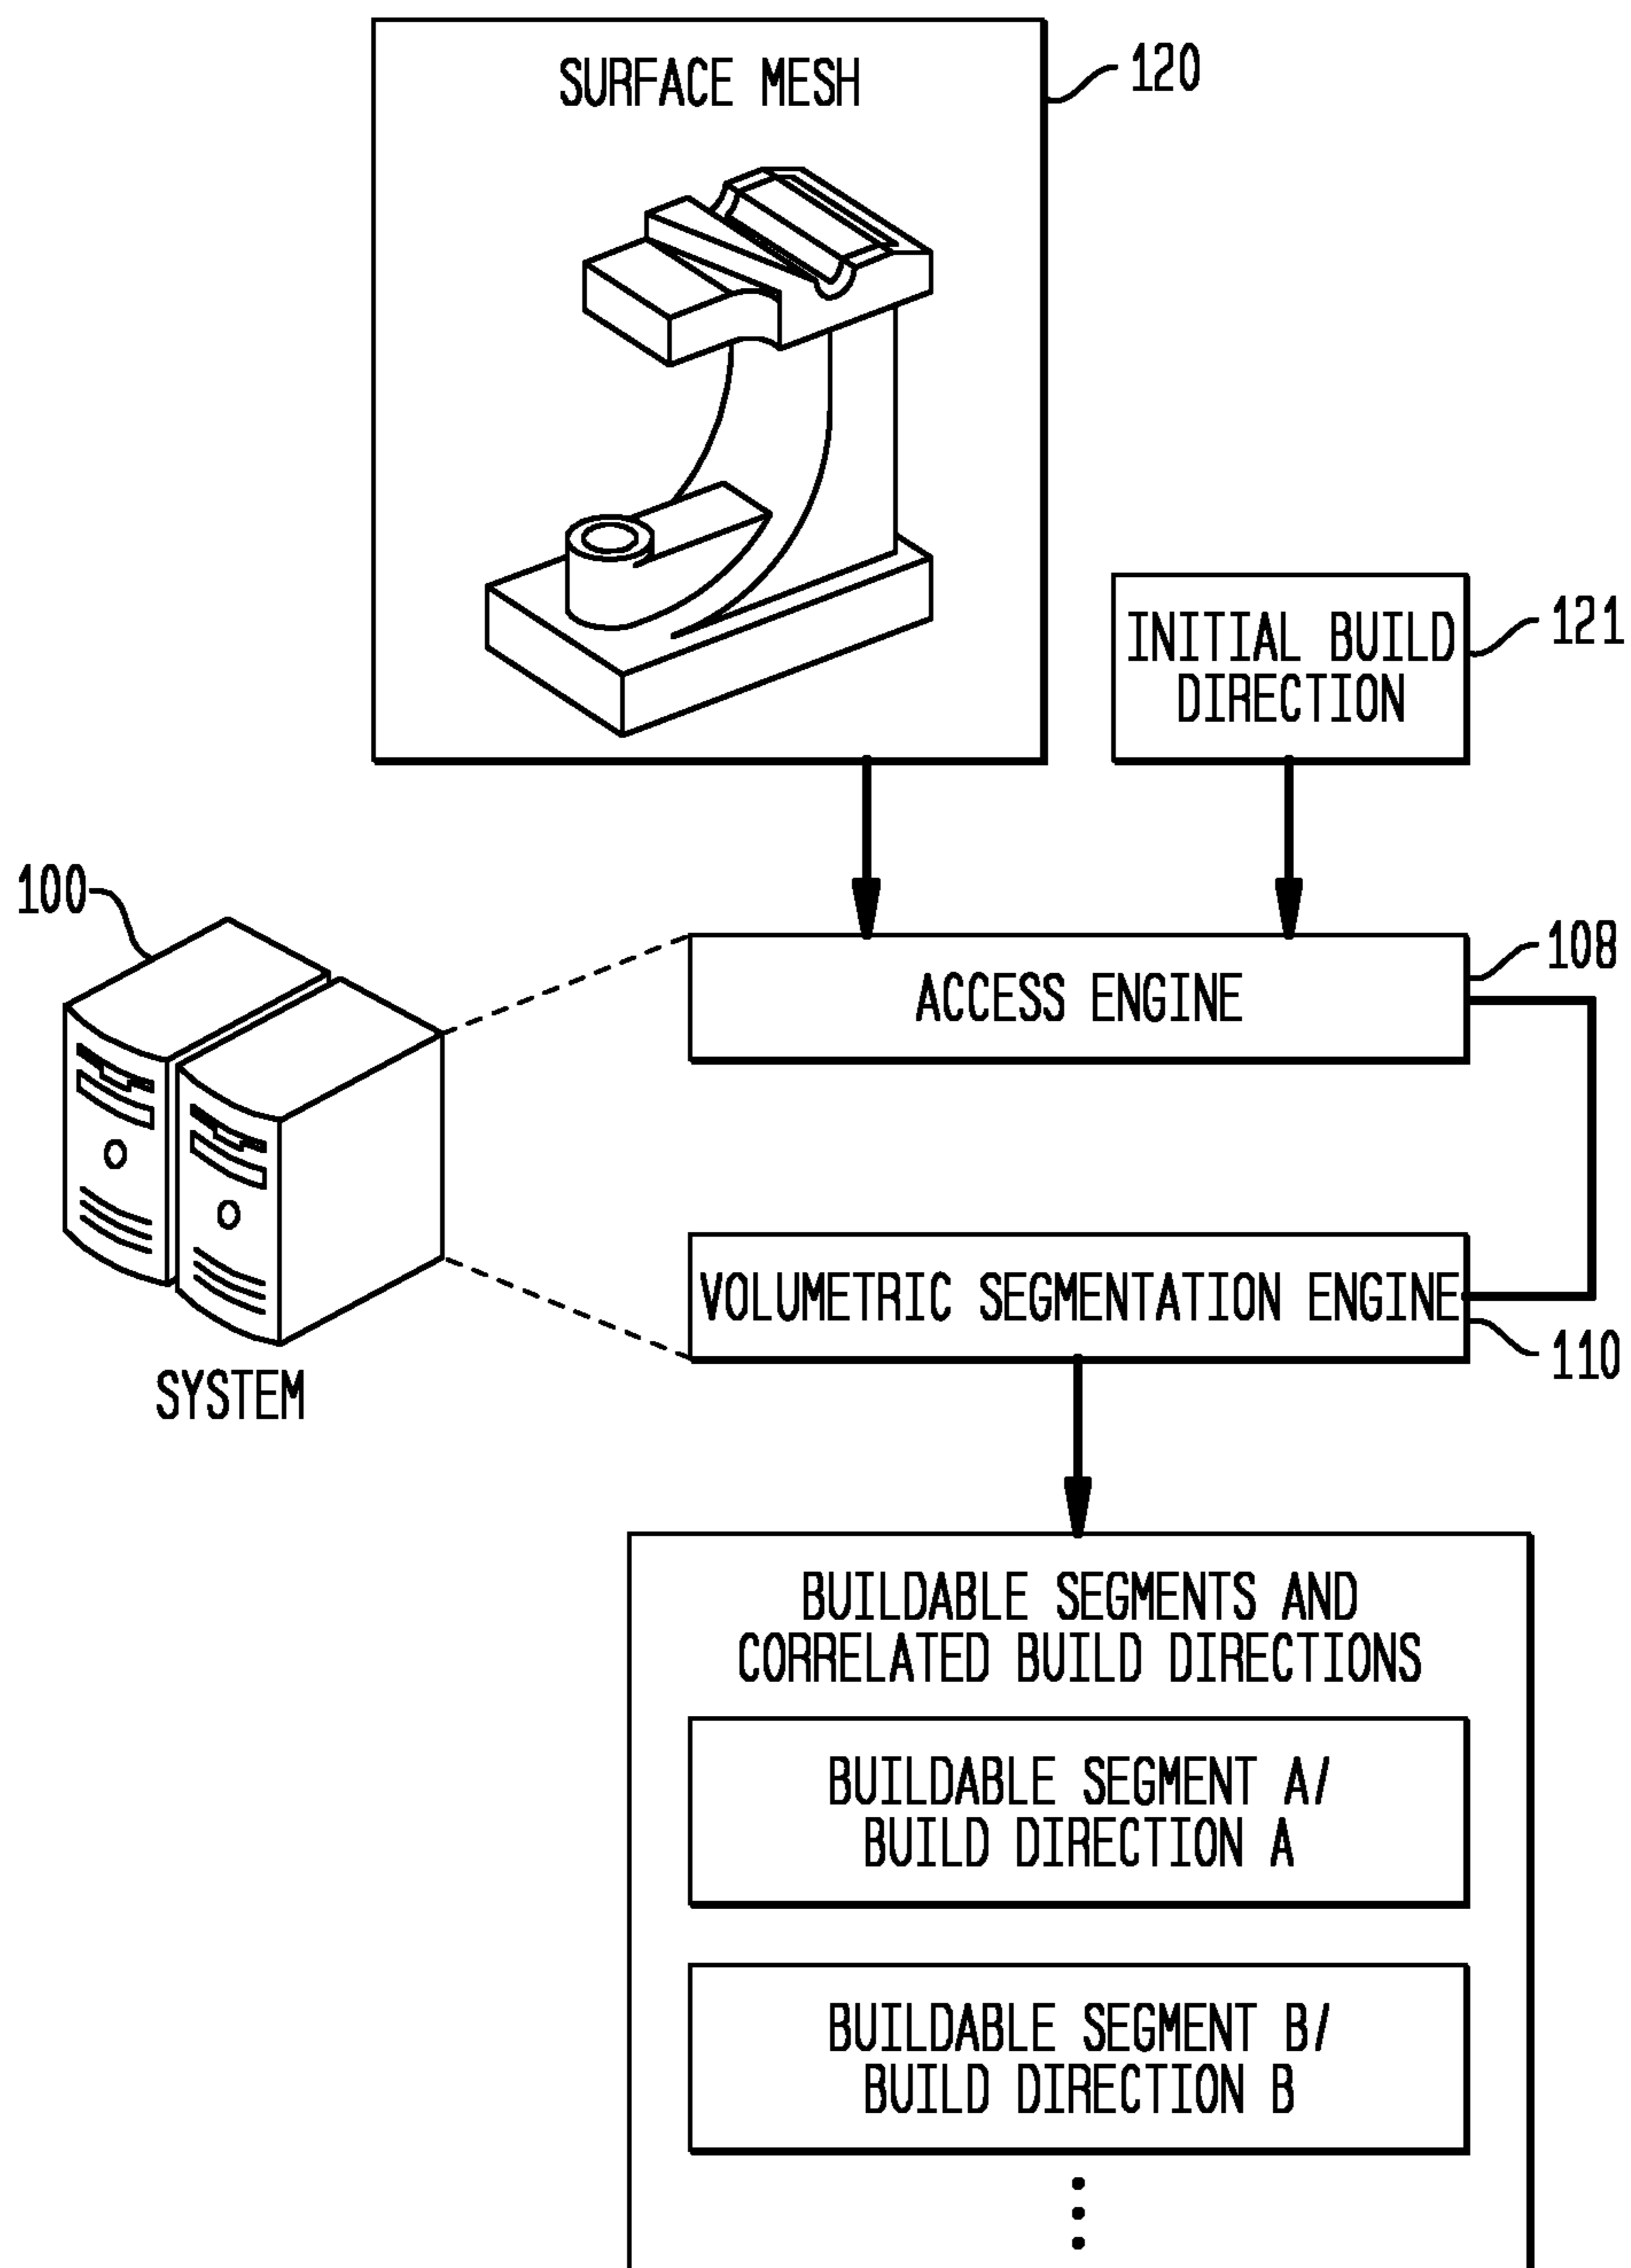 SURFACE MESH
120
INITIAL BUILD
DIRECTION
121
100
ACCESS ENGINE
108
VOLUMETRIC SEGMENTATION ENGINE
110
SYSTEM
BUILDABLE SEGMENTS AND
CORRELATED BUILD DIRECTIONS
BUILDABLE SEGMENT A/
BUILD DIRECTION A
BUILDABLE SEGMENT B/
BUILD DIRECTION B